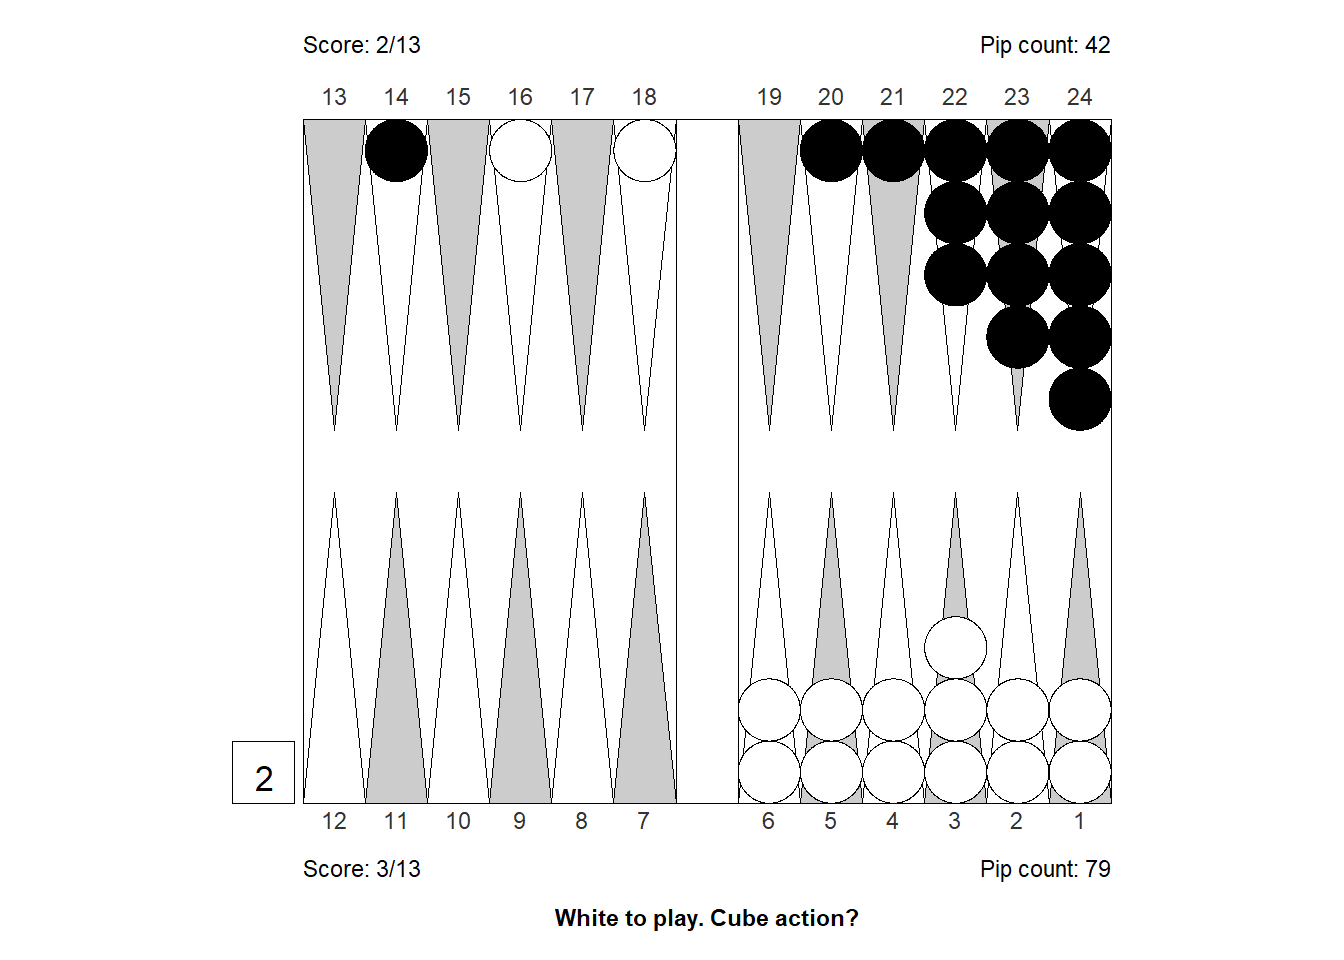 Score: 2/13 Pip count: 42
13 14 15 16 17 18 19 20 21 22 23 24
2
12 11 10 9 8 7 6 5 4 3 2 1
Score: 3/13 Pip count: 79
White to play. Cube action?